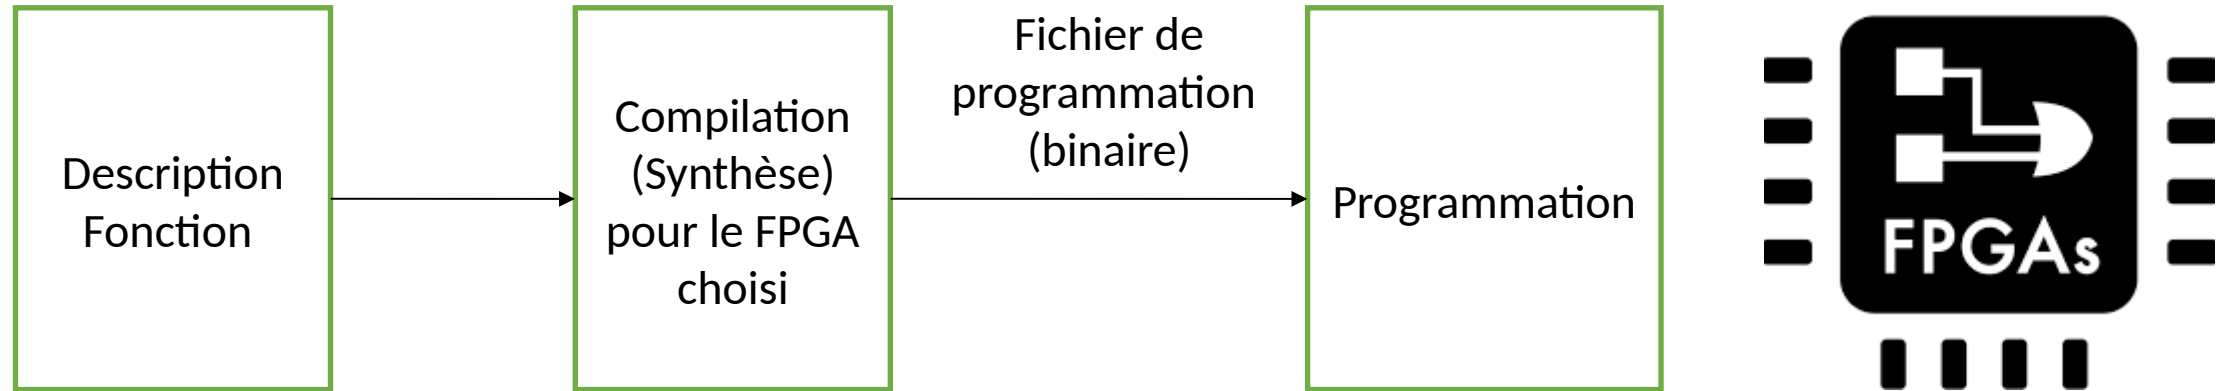 Description
Fonction
Compilation
(Synthèse)
pour le FPGA
choisi
Fichier de
programmation
(binaire)
Programmation
FPGAs